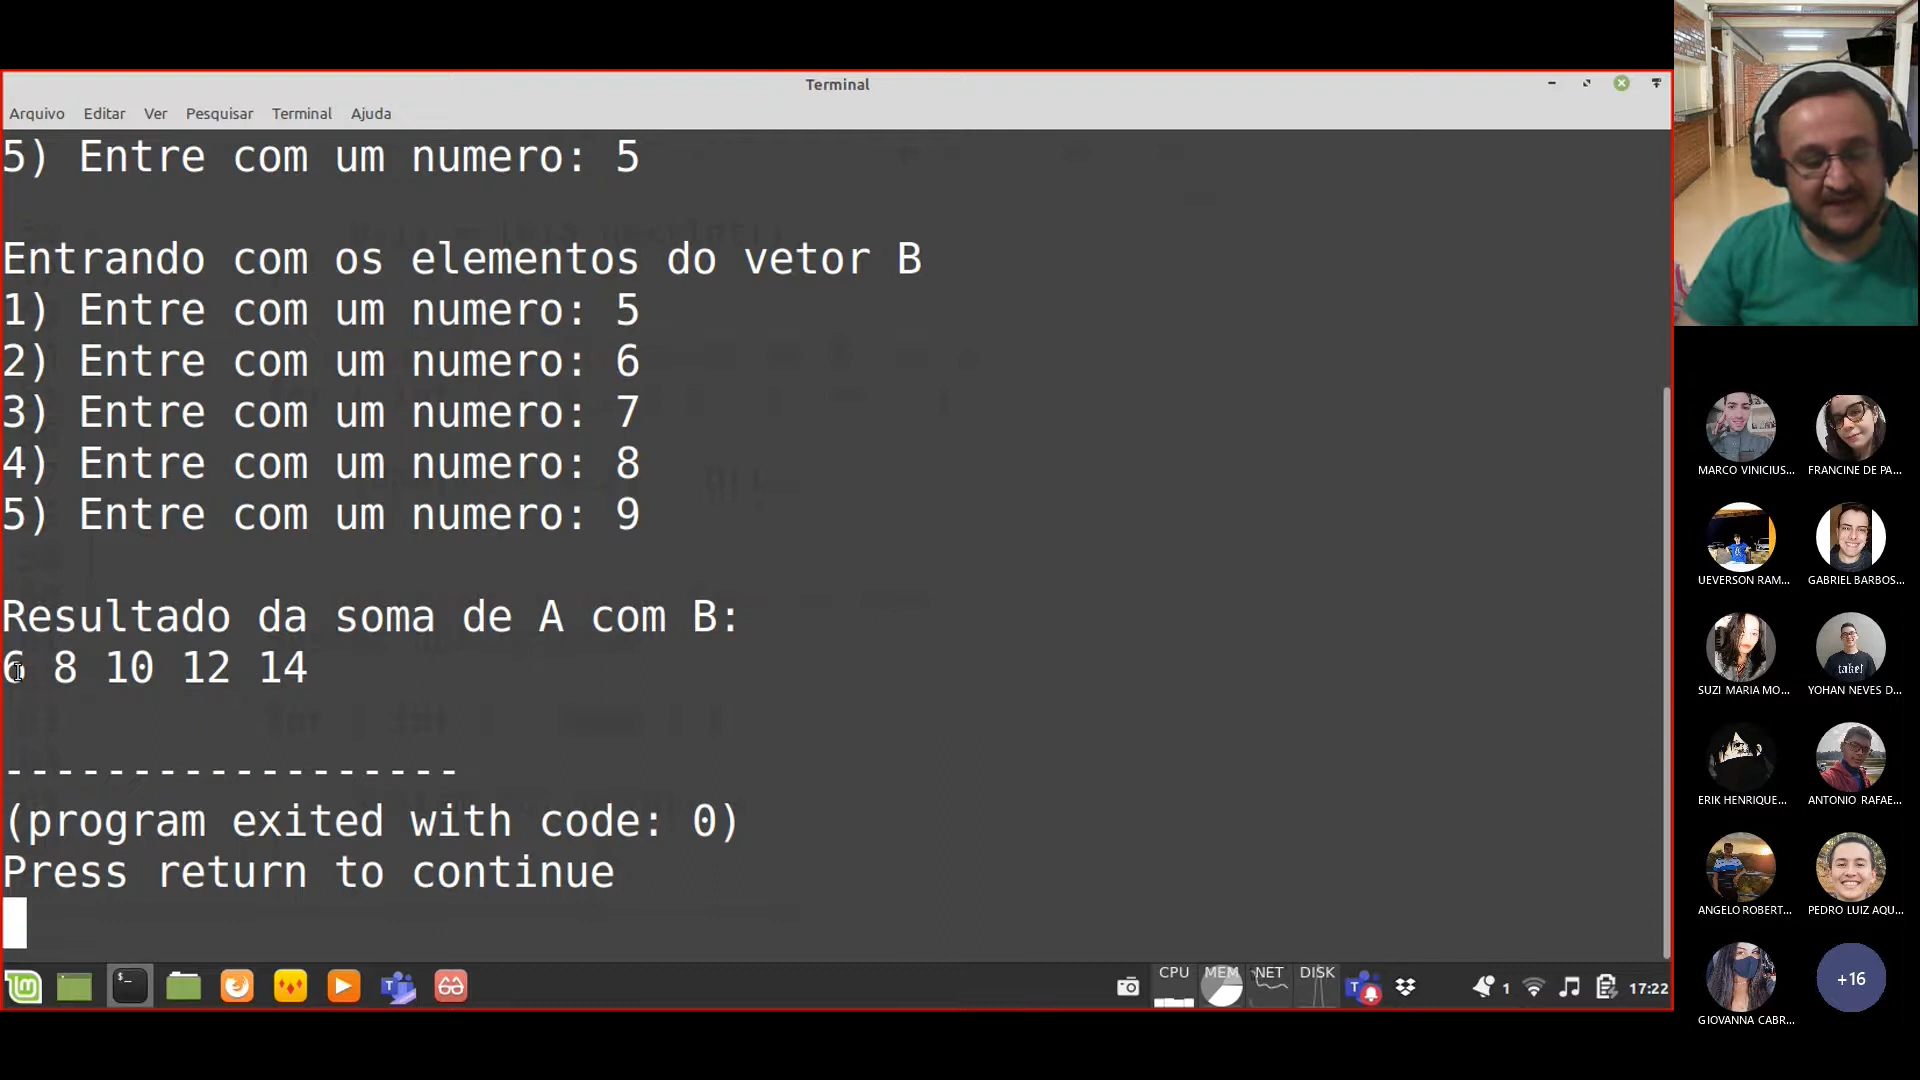 Terminal
Arquivo Editar Ver Pesquisar Terminal Ajuda
5) Entre com um numero: 5
Entrando com os elementos do vetor B
1) Entre com um numero: 5
2) Entre com um numero: 6
3) Entre com um numero: 7
4) Entre com um numero: 8
5) Entre com um numero: 9
Resultado da soma de A com B:
6 8 10 12 14
------------------
(program exited with code: 0)
Press return to continue
CPU MEM NET DISK
1 17:22
MARCO VINICIUS... FRANCINE DE PA...
UEVERSON RAM... GABRIEL BARBOS...
take!
SUZI MARIA MO... YOHAN NEVES D...
ERIK HENRIQUE... ANTONIO RAFAE...
ANGELO ROBERT... PEDRO LUIZ AQU...
+16
GIOVANNA CABR...